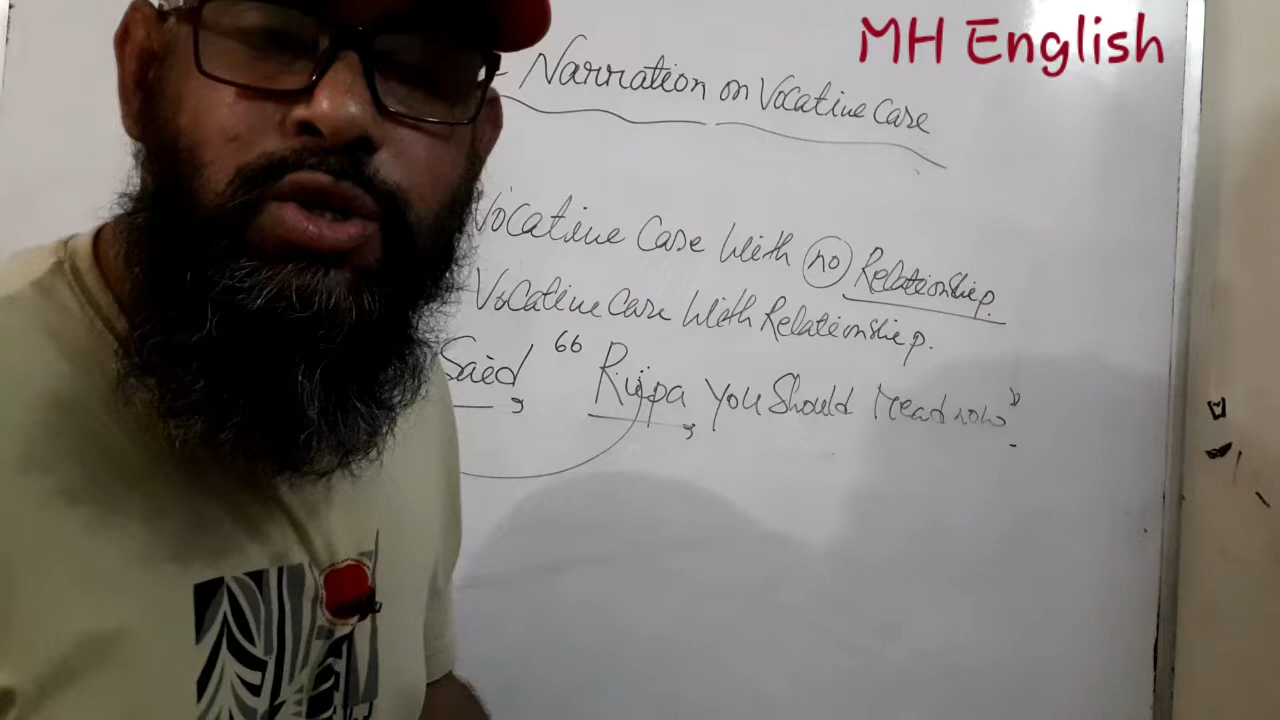 MH English
Narration on Vocative Case
Vocative Case With no Relationship.
Vocative Case With Relationship.
Said, "Rippa, you Should read now".